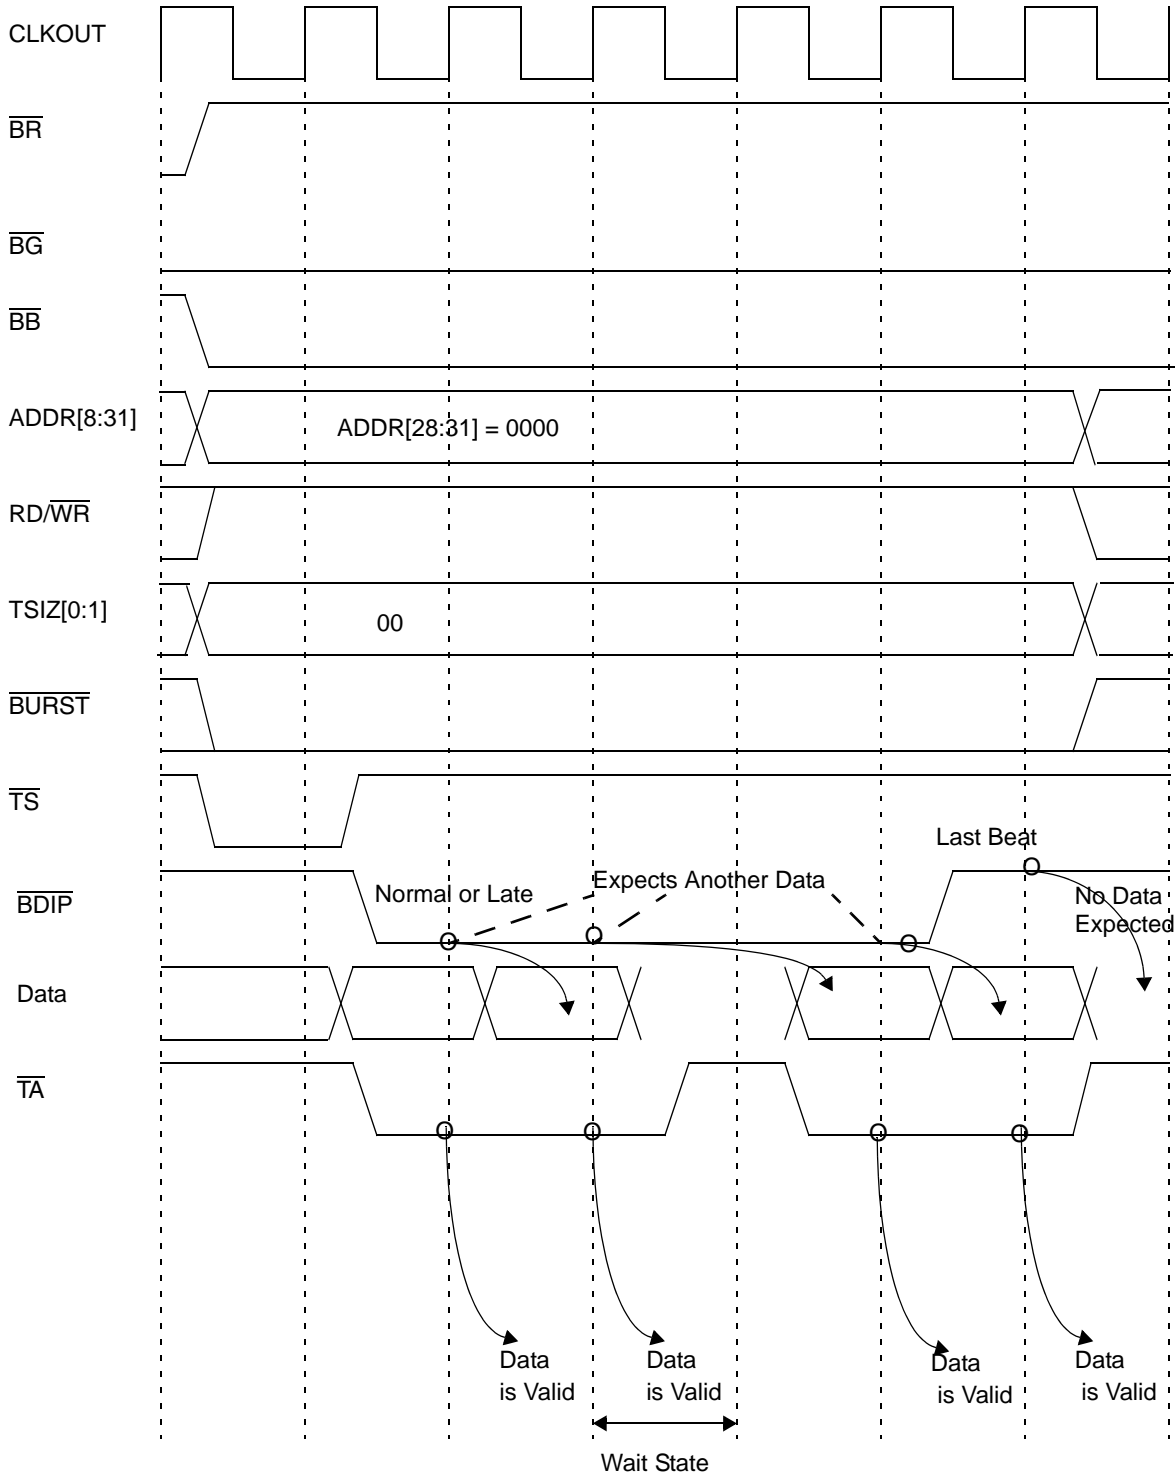 CLKOUT
BR
BG
BB
ADDR[8:31]
ADDR[28:31] = 0000
RD/WR
TSIZ[0:1]
00
BURST
TS
Last Beat
BDIP
Normal or Late
Expects Another Data
No Data
Expected
Data
TA
Data
is Valid
Data
is Valid
Data
is Valid
Data
is Valid
Wait State